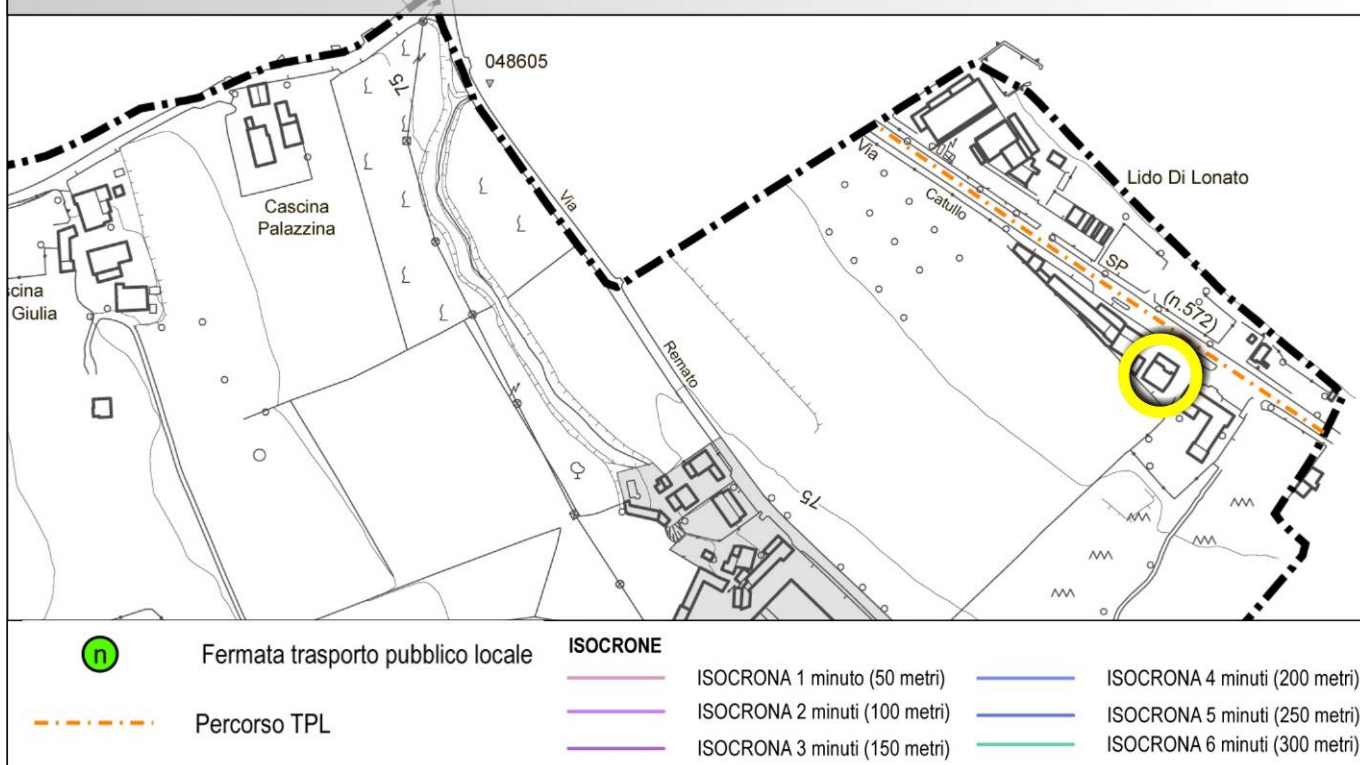 048605
75
Via
Cascina
Palazzina
scina
Giulia
Remato
75
Via
Catullo
SP
(n.572)
Lido Di Lonato
n
Fermata trasporto pubblico locale
Percorso TPL
ISOCRONE
ISOCRONA 1 minuto (50 metri)
ISOCRONA 2 minuti (100 metri)
ISOCRONA 3 minuti (150 metri)
ISOCRONA 4 minuti (200 metri)
ISOCRONA 5 minuti (250 metri)
ISOCRONA 6 minuti (300 metri)